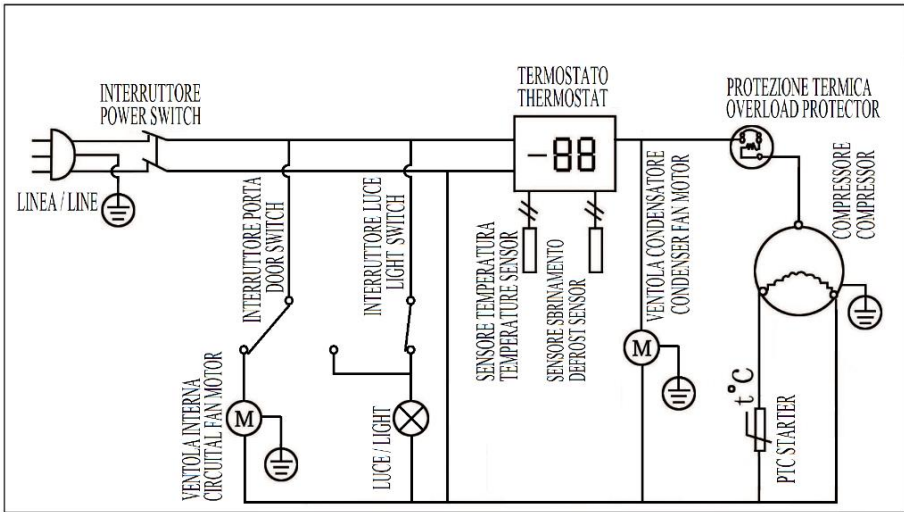 INTERRUTTORE
POWER SWITCH
LINEA / LINE
TERMOSTATO
THERMOSTAT
-88
PROTEZIONE TERMICA
OVERLOAD PROTECTOR
INTERRUTTORE PORTA
DOOR SWITCH
INTERRUTTORE LUCE
LIGHT SWITCH
SENSORE TEMPERATURA
TEMPERATURE SENSOR
SENSORE SBRINAMENTO
DEFROST SENSOR
VENTOLA CONDENSATORE
CONDENSER FAN MOTOR
COMPRESSORE
COMPRESSOR
M
VENTOLA INTERNA
CIRCUITAL FAN MOTOR
M
LUCE / LIGHT
t°C
PTC STARTER